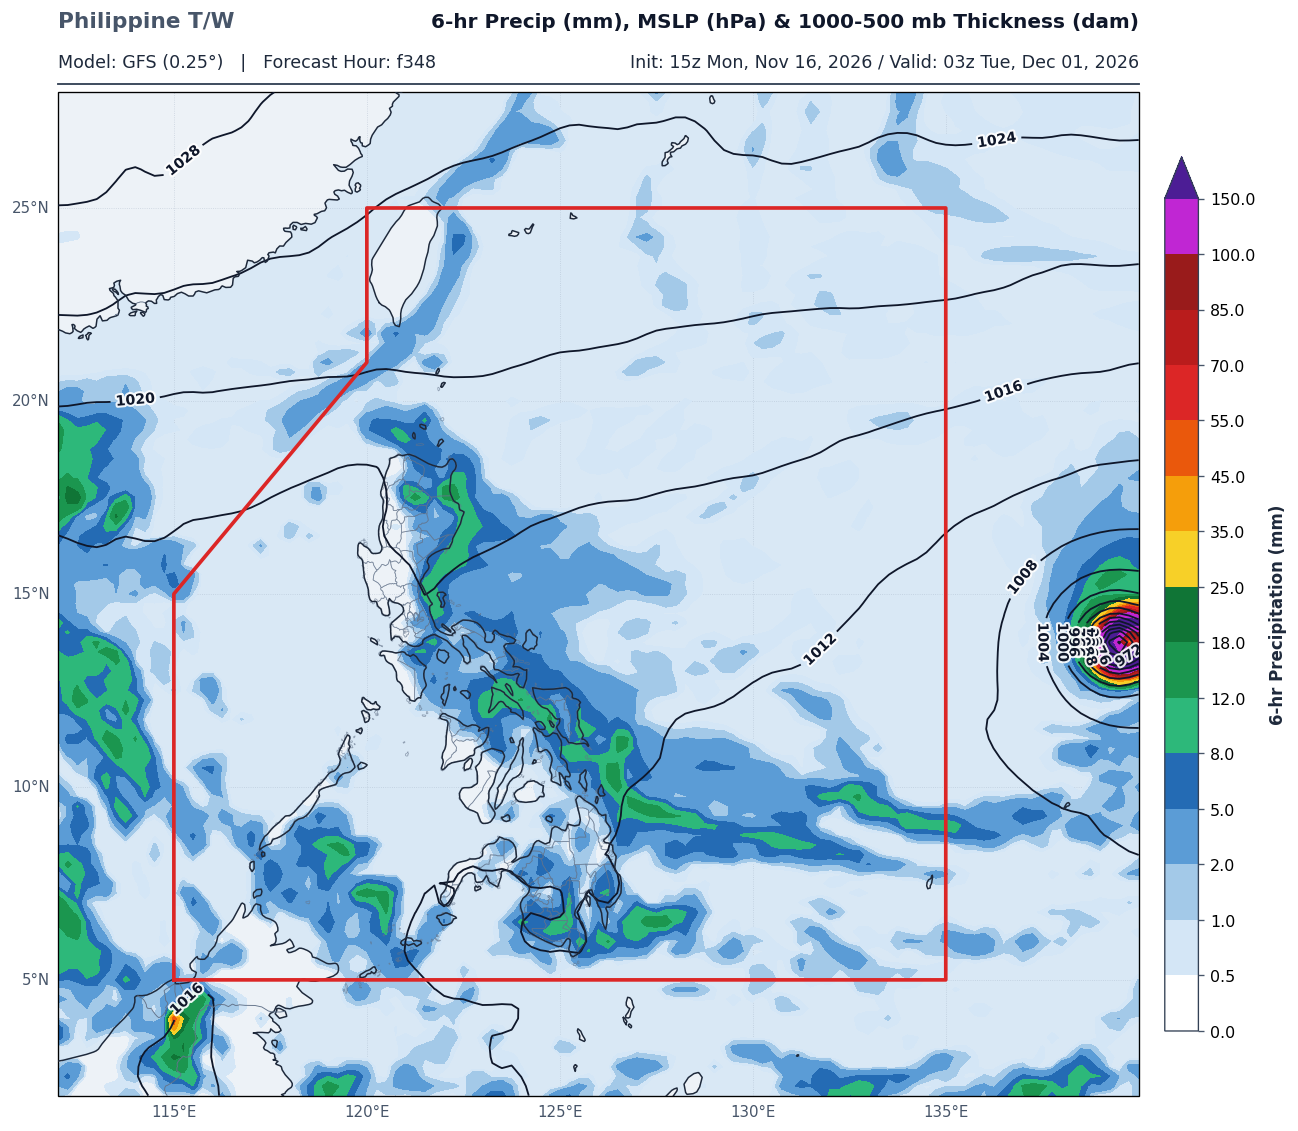 Philippine T/W
6-hr Precip (mm), MSLP (hPa) & 1000-500 mb Thickness (dam)
Model: GFS (0.25°) | Forecast Hour: f348
Init: 15z Mon, Nov 16, 2026 / Valid: 03z Tue, Dec 01, 2026
1028
1024
25°N
1020
20°N
1016
15°N
1008
1012
1004
1000
996
972
10°N
5°N
1016
115°E
120°E
125°E
130°E
135°E
150.0
100.0
85.0
70.0
55.0
45.0
35.0
25.0
18.0
12.0
8.0
5.0
2.0
1.0
0.5
0.0
6-hr Precipitation (mm)